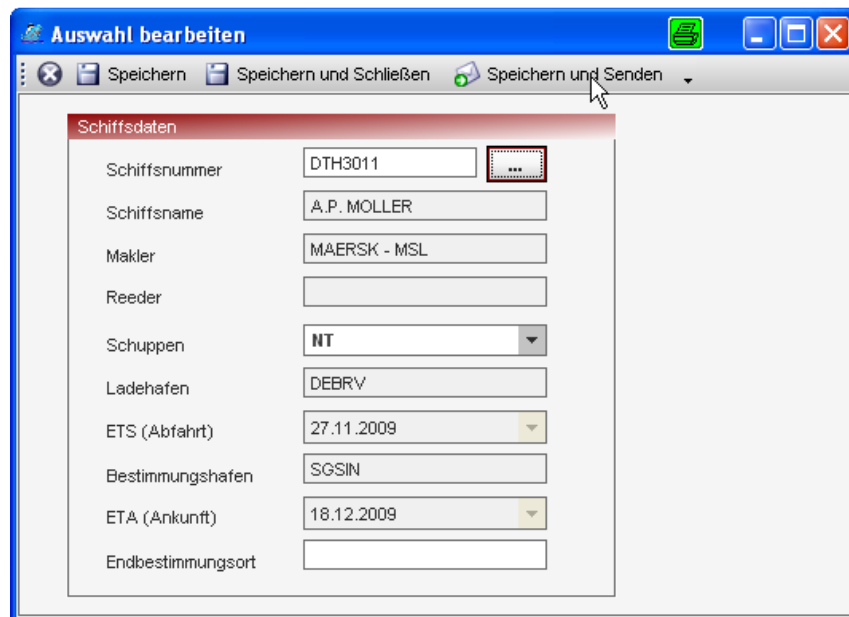 Auswahl bearbeiten
Speichern Speichern und Schließen Speichern und Senden
Schiffsdaten
Schiffsnummer DTH3011 ...
Schiffsname A.P. MOLLER
Makler MAERSK - MSL
Reeder
Schuppen NT
Ladehafen DEBRV
ETS (Abfahrt) 27.11.2009
Bestimmungshafen SGSIN
ETA (Ankunft) 18.12.2009
Endbestimmungsort